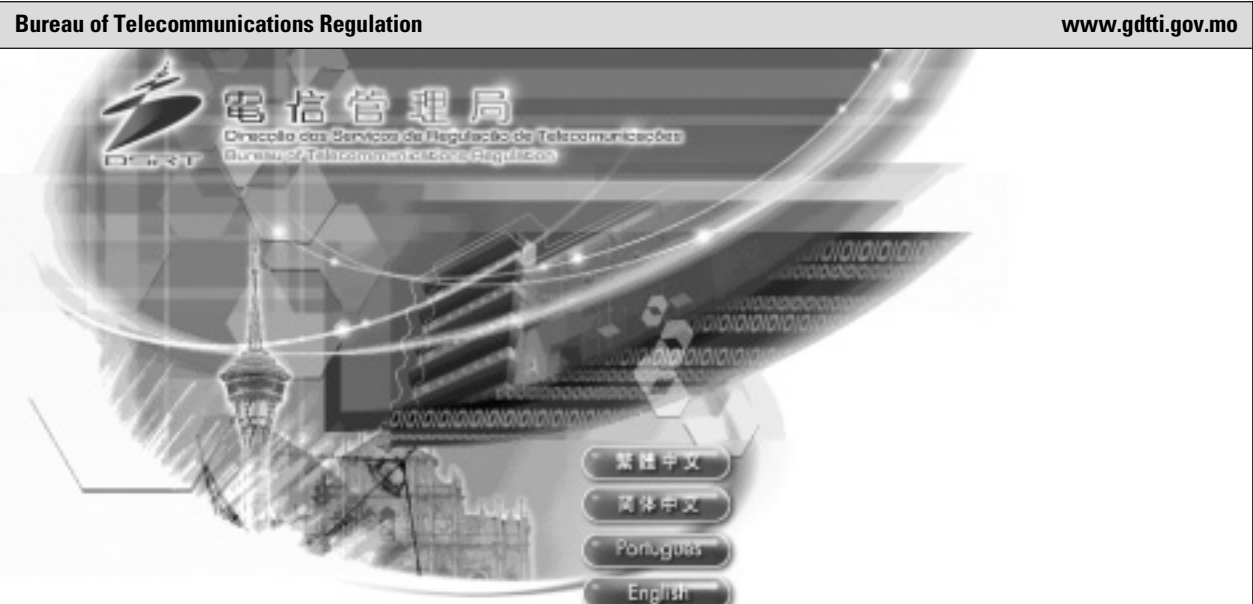 Bureau of Telecommunications Regulation
www.gdtti.gov.mo
電信管理局
Direcção dos Serviços de Regulação de Telecomunicações
Bureau of Telecommunications Regulation
DSRT
繁體中文
简体中文
Português
English